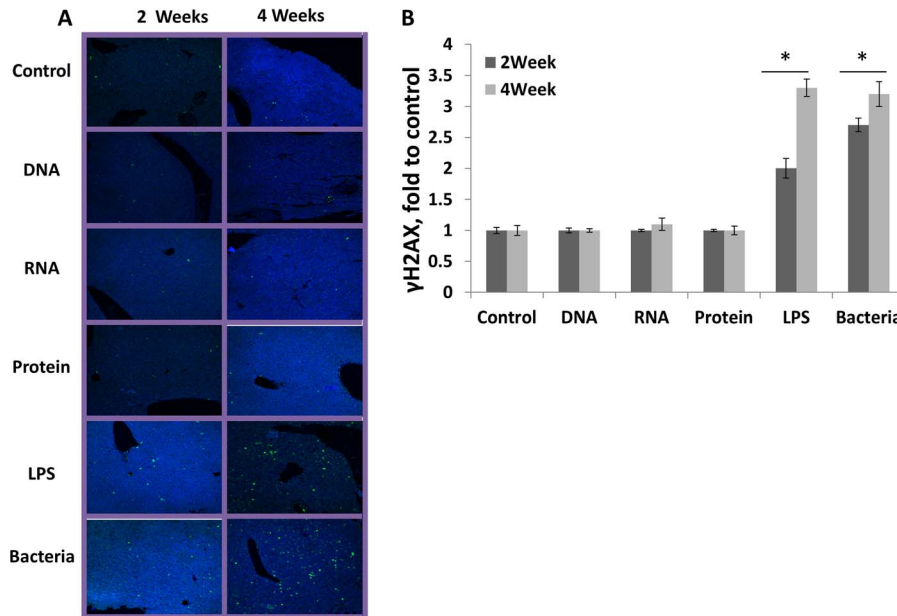 A
2 Weeks
4 Weeks
Control
DNA
RNA
Protein
LPS
Bacteria
B
γH2AX, fold to control
4
3.5
3
2.5
2
1.5
1
0.5
0
2Week
4Week
*
*
Control
DNA
RNA
Protein
LPS
Bacteria